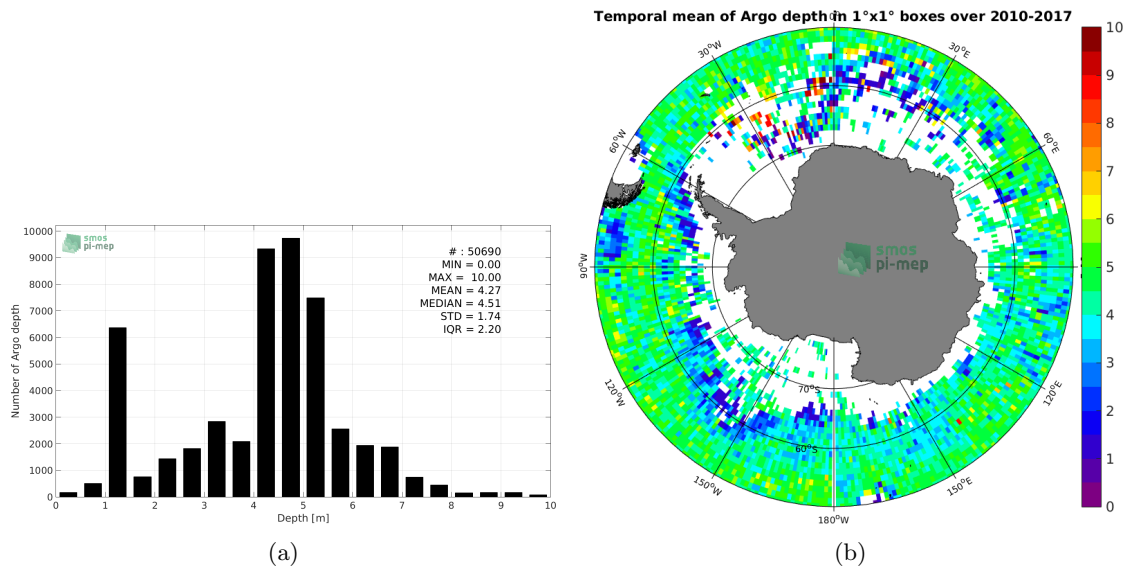 smos
pi-mep
# : 50690
MIN = 0.00
MAX = 10.00
MEAN = 4.27
MEDIAN = 4.51
STD = 1.74
IQR = 2.20
Number of Argo depth
10000
9000
8000
7000
6000
5000
4000
3000
2000
1000
0
0 1 2 3 4 5 6 7 8 9 10
Depth [m]
(a)
Temporal mean of Argo depth in 1°x1° boxes over 2010-2017
30°W
30°E
60°W
60°E
90°W
120°W
120°E
150°W
150°E
180°W
70°S
60°S
smos
pi-mep
10
9
8
7
6
5
4
3
2
1
0
(b)